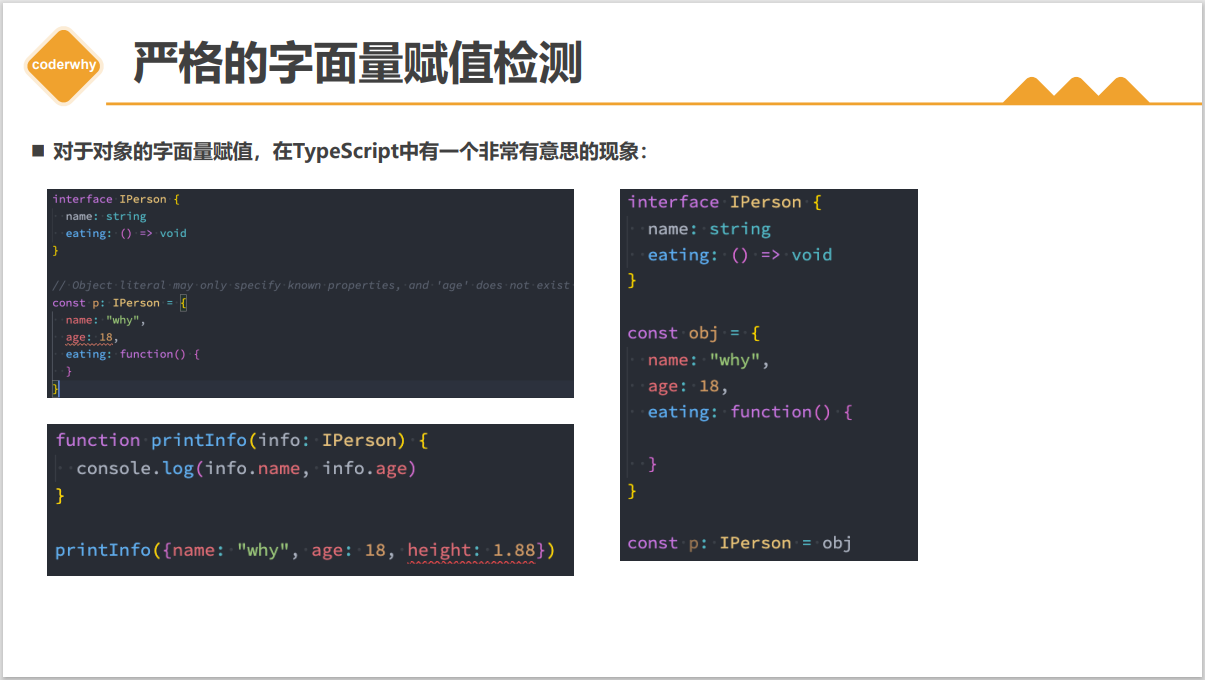 coderwhy
严格的字面量赋值检测
■ 对于对象的字面量赋值，在TypeScript中有一个非常有意思的现象：
interface IPerson {
  name: string
  eating: () => void
}

// Object literal may only specify known properties, and 'age' does not exist
const p: IPerson = {
  name: "why",
  age: 18,
  eating: function() {
  }
}
function printInfo(info: IPerson) {
  console.log(info.name, info.age)
}

printInfo({name: "why", age: 18, height: 1.88})
interface IPerson {
  name: string
  eating: () => void
}

const obj = {
  name: "why",
  age: 18,
  eating: function() {

  }
}

const p: IPerson = obj